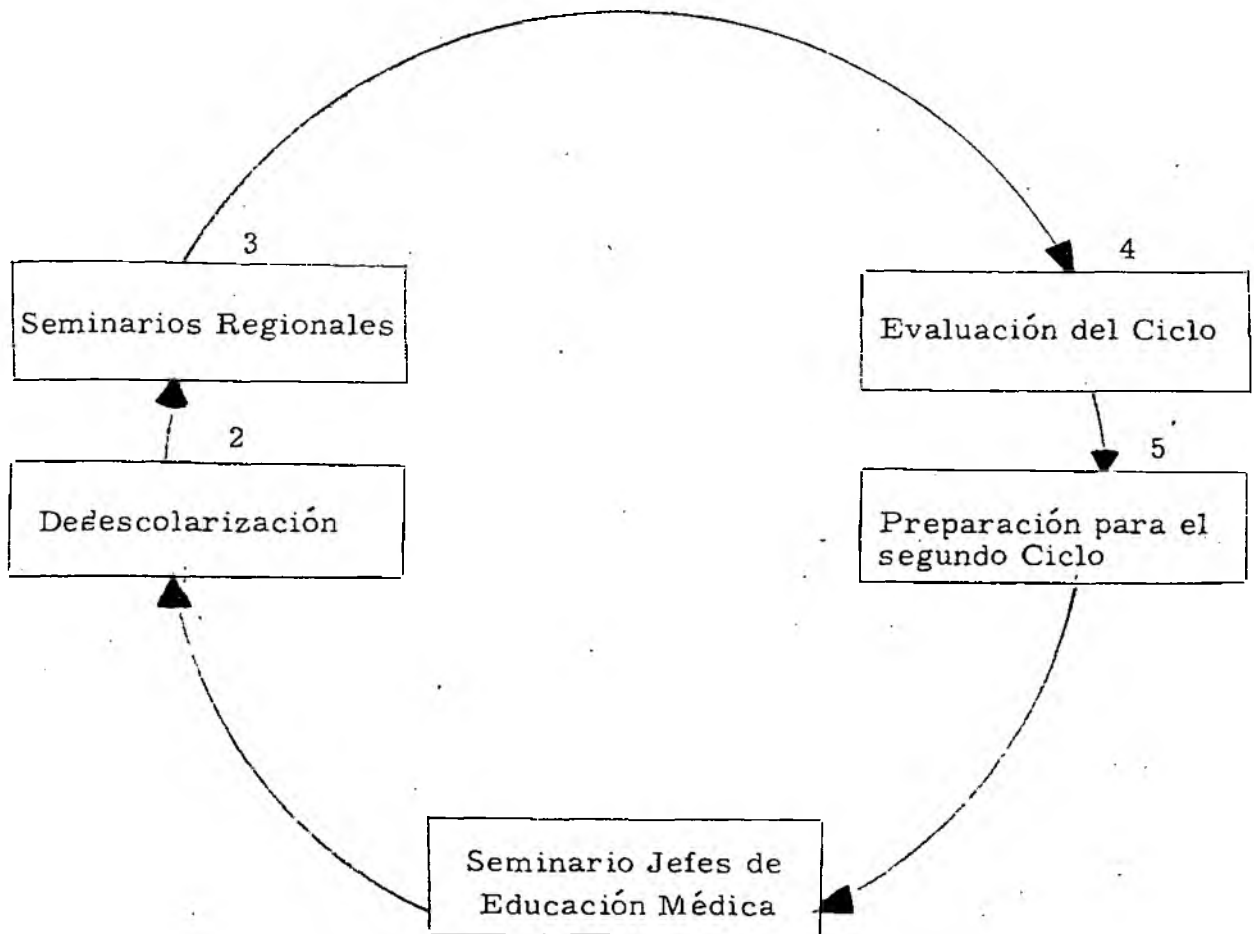 3
Seminarios Regionales
2
Desescolarización
4
Evaluación del Ciclo
5
Preparación para el
segundo Ciclo
Seminario Jefes de
Educación Médica